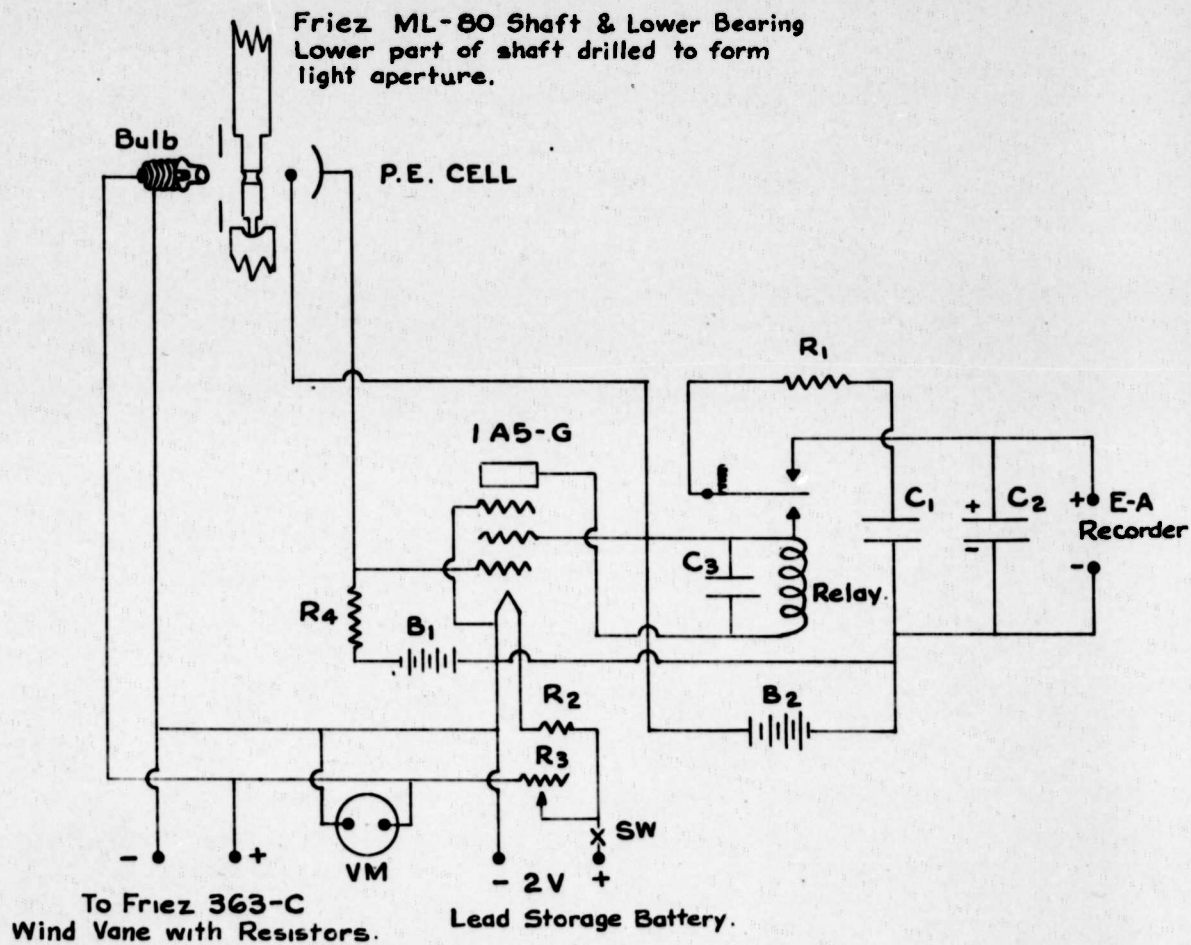 Friez ML-80 Shaft & Lower Bearing
Lower part of shaft drilled to form
light aperture.
Bulb
P.E. CELL
R1
1A5-G
C1
+ C2
-
+ E-A
Recorder
-
C3
Relay.
R4
B1
R2
B2
R3
SW
- +
VM
- 2V +
To Friez 363-C
Wind Vane with Resistors.
Lead Storage Battery.